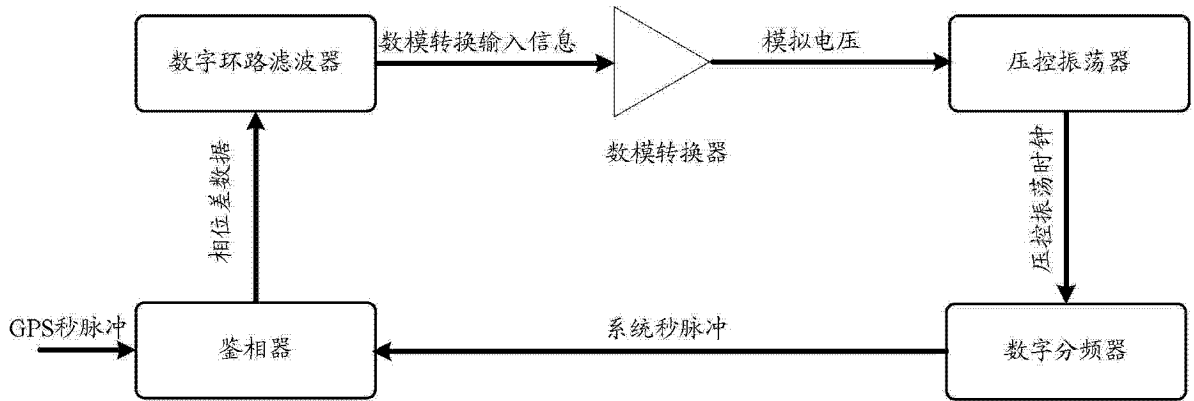 数字环路滤波器
数模转换输入信息
数模转换器
模拟电压
压控振荡器
压控振荡时钟
相位差数据
GPS秒脉冲
鉴相器
系统秒脉冲
数字分频器